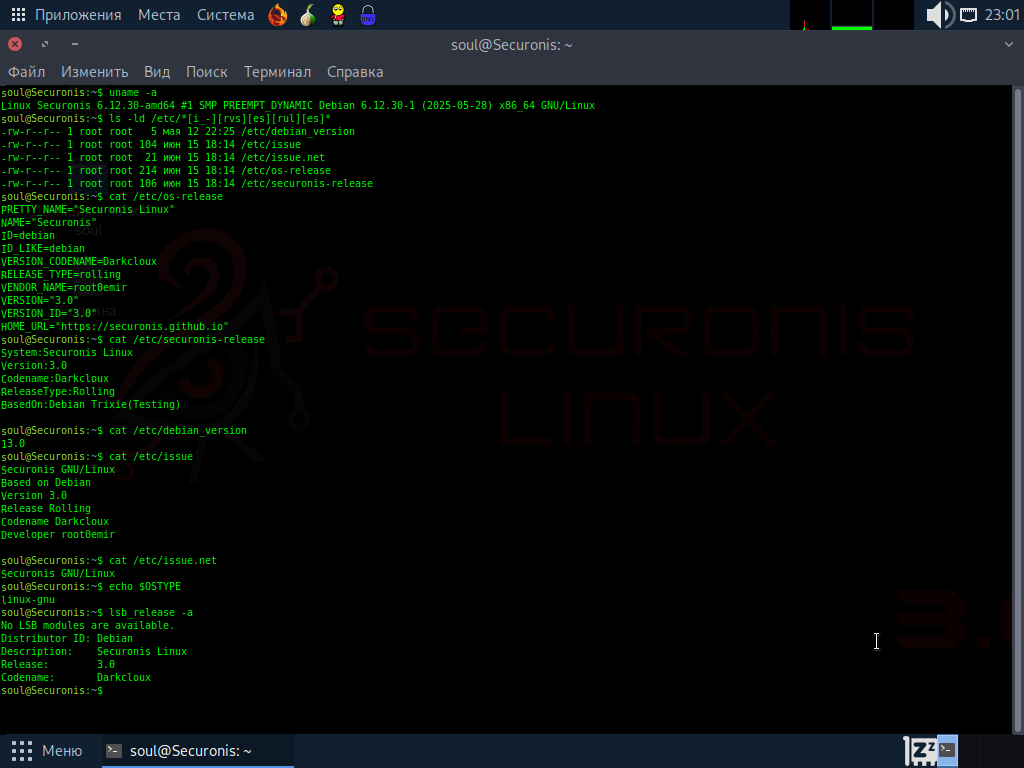 Приложения Места Система 23:01
soul@Securonis: ~
Файл Изменить Вид Поиск Терминал Справка
soul@Securonis:~$ uname -a
Linux Securonis 6.12.30-amd64 #1 SMP PREEMPT_DYNAMIC Debian 6.12.30-1 (2025-05-28) x86_64 GNU/Linux
soul@Securonis:~$ ls -ld /etc/*[i_-][rvs][es][rul][es]*
-rw-r--r-- 1 root root   5 мая 12 22:25 /etc/debian_version
-rw-r--r-- 1 root root 104 июн 15 18:14 /etc/issue
-rw-r--r-- 1 root root  21 июн 15 18:14 /etc/issue.net
-rw-r--r-- 1 root root 214 июн 15 18:14 /etc/os-release
-rw-r--r-- 1 root root 106 июн 15 18:14 /etc/securonis-release
soul@Securonis:~$ cat /etc/os-release
PRETTY_NAME="Securonis Linux"
NAME="Securonis"
soul
ID=debian
ID_LIKE=debian
VERSION_CODENAME=Darkcloux
RELEASE_TYPE=rolling
VENDOR_NAME=root0emir
VERSION="3.0"
VERSION_ID="3.0"
HOME_URL="https://securonis.github.io"
soul@Securonis:~$ cat /etc/securonis-release
System:Securonis Linux
Version:3.0
Codename:Darkcloux
ReleaseType:Rolling
BasedOn:Debian Trixie(Testing)
SECURONIS
LINUX
soul@Securonis:~$ cat /etc/debian_version
13.0
soul@Securonis:~$ cat /etc/issue
Securonis GNU/Linux
Based on Debian
Version 3.0
Release Rolling
Codename Darkcloux
Developer root0emir
soul@Securonis:~$ cat /etc/issue.net
Securonis GNU/Linux
soul@Securonis:~$ echo $OSTYPE
linux-gnu
soul@Securonis:~$ lsb_release -a
No LSB modules are available.
Distributor ID: Debian
Description:    Securonis Linux
Release:        3.0
Codename:       Darkcloux
soul@Securonis:~$
3.0
Меню soul@Securonis: ~